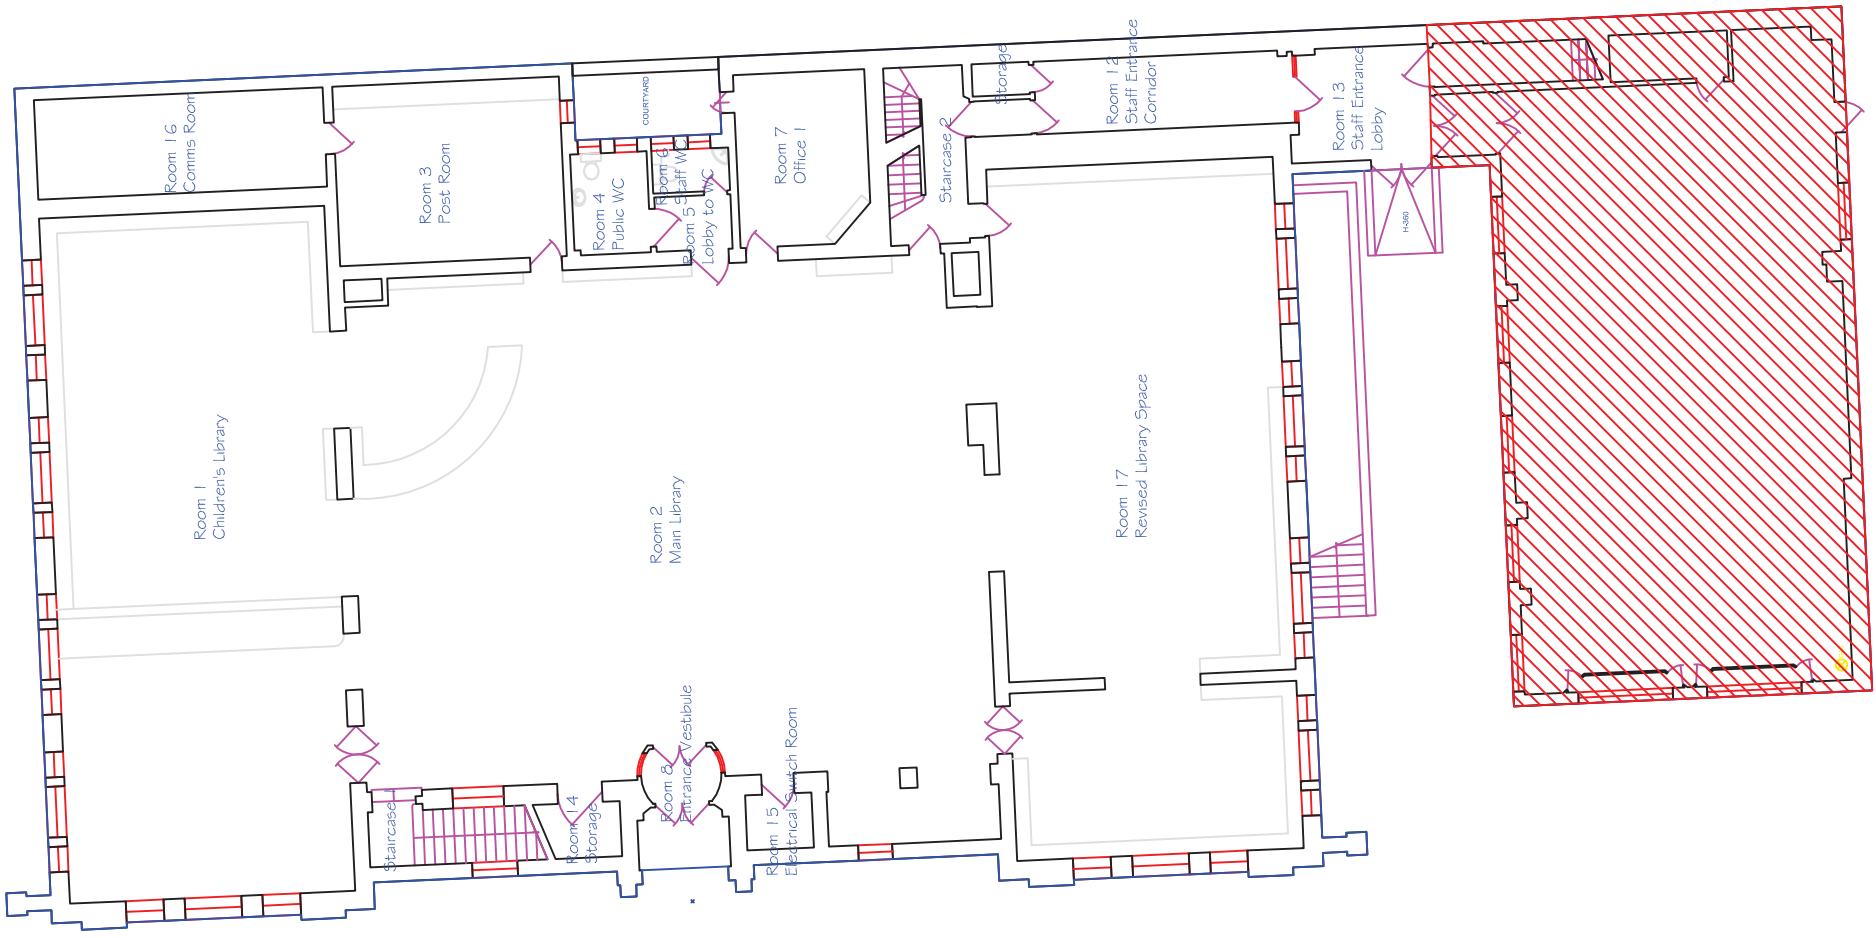 Room 16
Comms Room
Room 3
Post Room
COURTYARD
Room 4
Public WC
Room 6
Staff WC
Room 5
Lobby to WC
Room 7
Office 1
Staircase 2
Storage
Room 12
Staff Entrance
Corridor
Room 13
Staff Entrance
Lobby
Room 1
Children's Library
Room 2
Main Library
Room 17
Revised Library Space
Staircase 1
Room 14
Storage
Room 8
Entrance Vestibule
Room 15
Electrical Switch Room